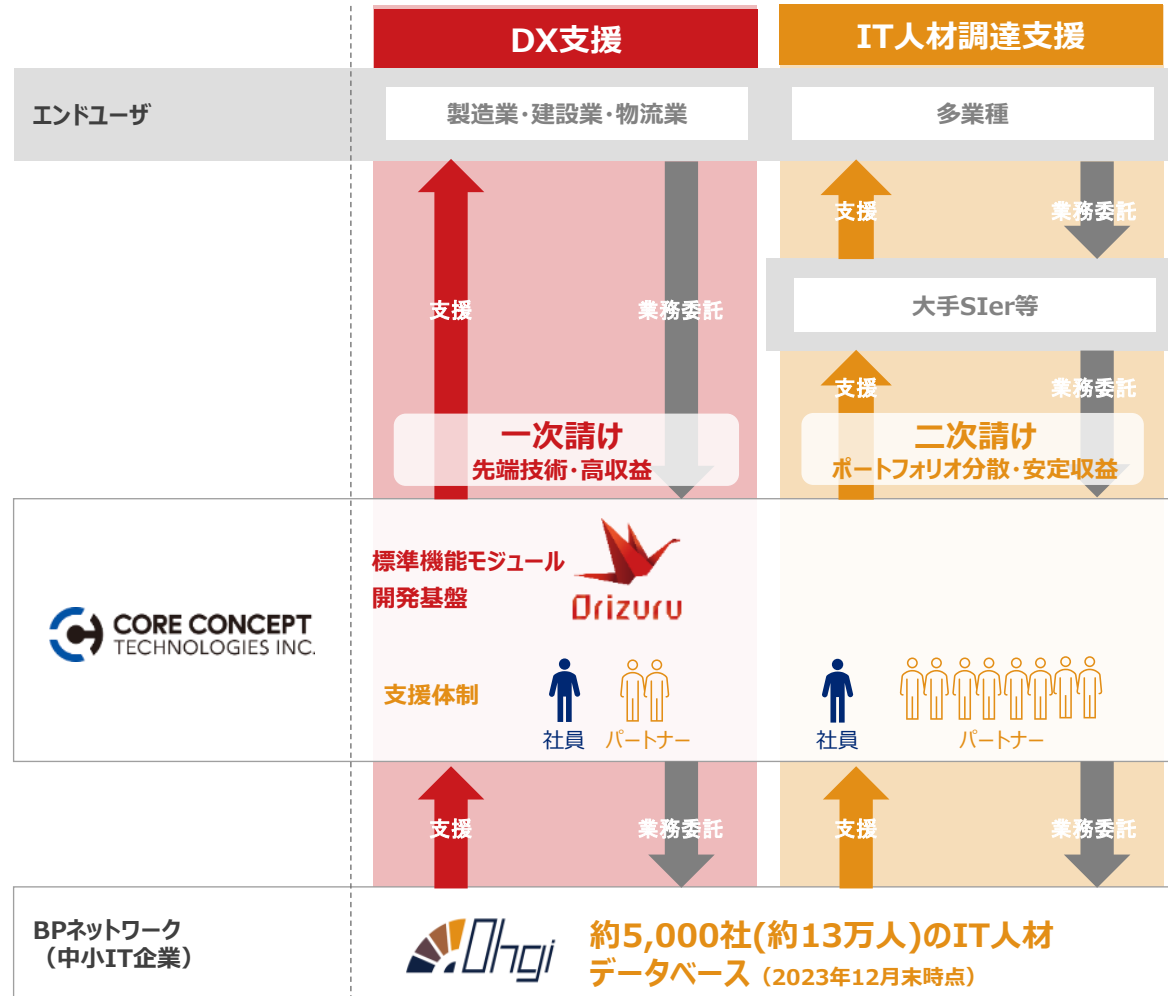 DX支援
IT人材調達支援
エンドユーザ
製造業・建設業・物流業
多業種
支援
業務委託
支援
業務委託
大手SIer等
支援
業務委託
一次請け
先端技術・高収益
二次請け
ポートフォリオ分散・安定収益
CORE CONCEPT
TECHNOLOGIES INC.
標準機能モジュール
開発基盤
Orizuru
支援体制
社員
パートナー
社員
パートナー
支援
業務委託
支援
業務委託
BPネットワーク
（中小IT企業）
Ohgi
約5,000社(約13万人)のIT人材
データベース（2023年12月末時点）